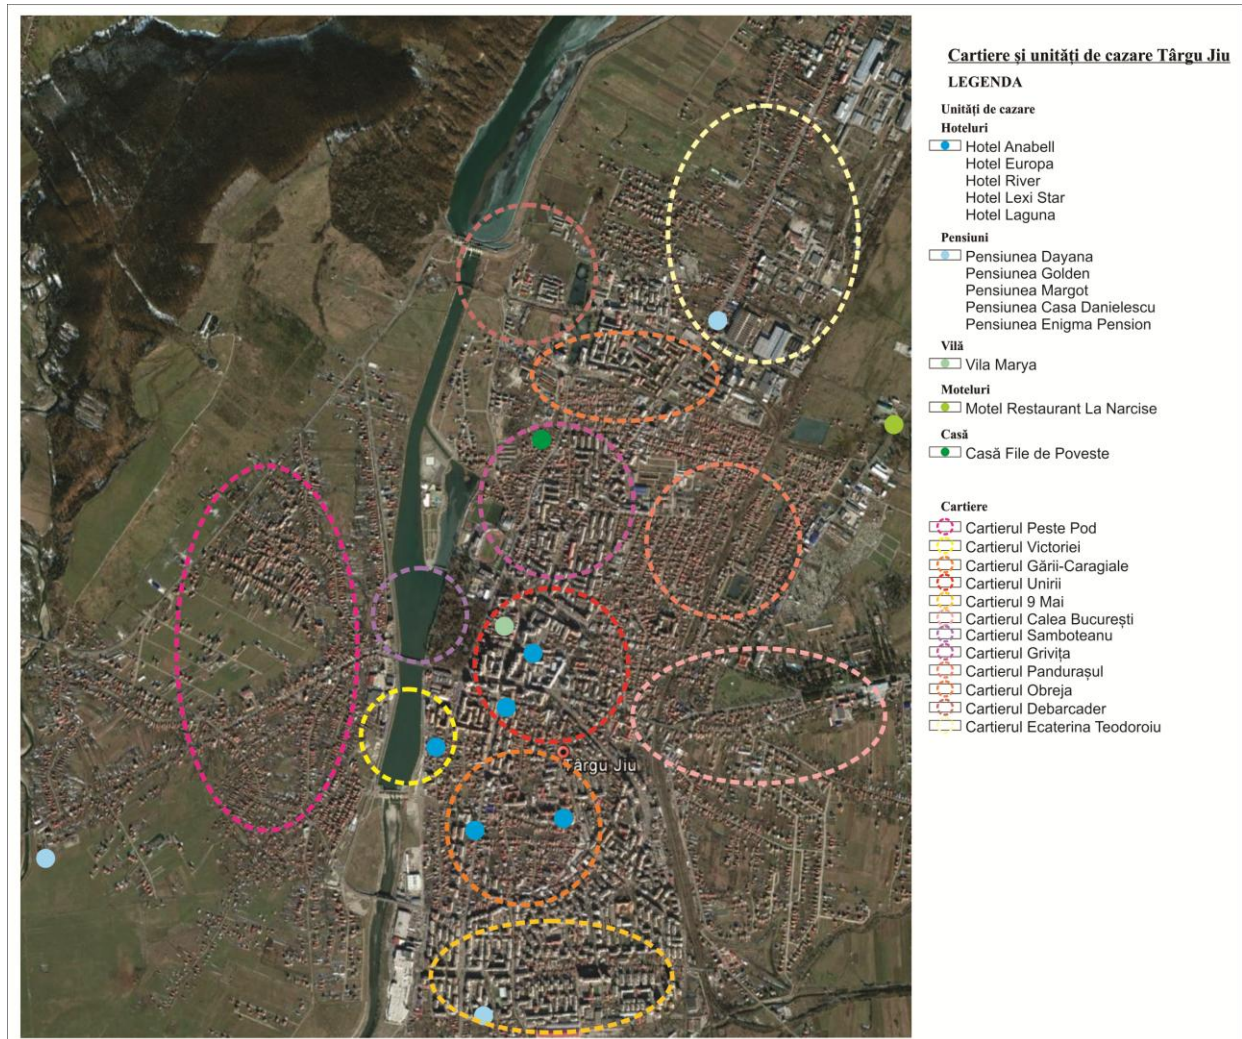 Cartiere și unități de cazare Târgu Jiu
LEGENDA
Unități de cazare
Hoteluri
Hotel Anabell
Hotel Europa
Hotel River
Hotel Lexi Star
Hotel Laguna
Pensiuni
Pensiunea Dayana
Pensiunea Golden
Pensiunea Margot
Pensiunea Casa Danielescu
Pensiunea Enigma Pension
Vilă
Vila Marya
Moteluri
Motel Restaurant La Narcise
Casă
Casă File de Poveste
Cartiere
Cartierul Peste Pod
Cartierul Victoriei
Cartierul Gării-Caragiale
Cartierul Unirii
Cartierul 9 Mai
Cartierul Calea București
Cartierul Samboteanu
Cartierul Grivița
Cartierul Pandurașul
Cartierul Obreja
Cartierul Debarcader
Cartierul Ecaterina Teodoroiu
Târgu Jiu